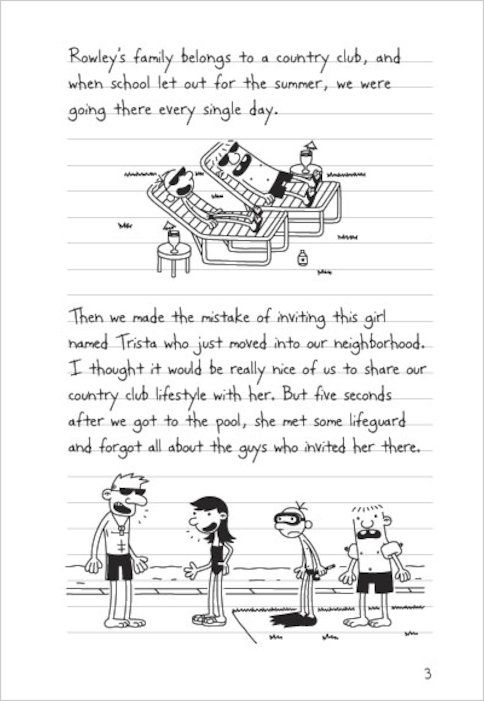 Rowley's family belongs to a country club, and
when school let out for the summer, we were
going there every single day.
Then we made the mistake of inviting this girl
named Trista who just moved into our neighborhood.
I thought it would be really nice of us to share our
country club lifestyle with her. But five seconds
after we got to the pool, she met some lifeguard
and forgot all about the guys who invited her there.
3